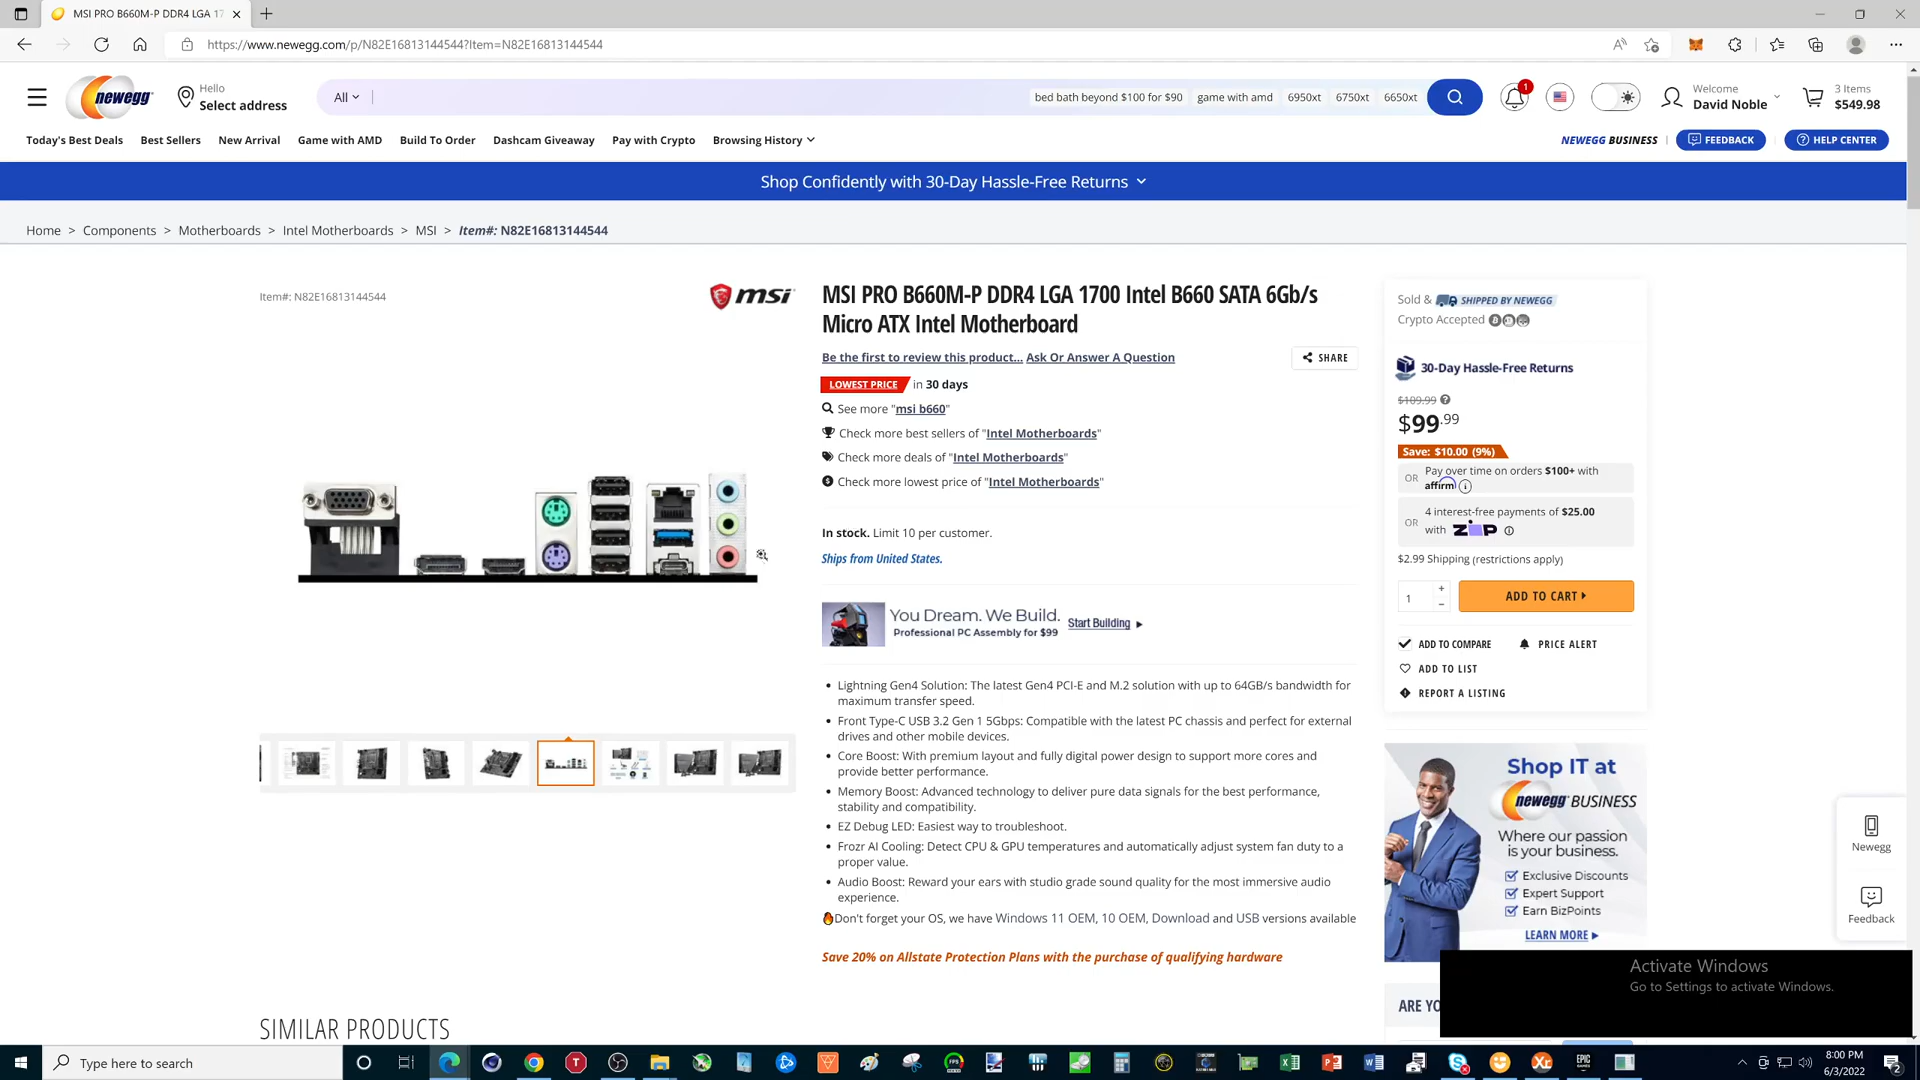 MSI PRO B660M-P DDR4 LGA 17
https://www.newegg.com/p/N82E16813144544?Item=N82E16813144544
newegg
Hello
Select address
All
bed bath beyond $100 for $90
game with amd
6950xt
6750xt
6650xt
1
Welcome
David Noble
3 Items
$549.98
Today's Best Deals
Best Sellers
New Arrival
Game with AMD
Build To Order
Dashcam Giveaway
Pay with Crypto
Browsing History
NEWEGG BUSINESS
FEEDBACK
HELP CENTER
Shop Confidently with 30-Day Hassle-Free Returns
Home > Components > Motherboards > Intel Motherboards > MSI > Item#: N82E16813144544
Item#: N82E16813144544
msi
MSI PRO B660M-P DDR4 LGA 1700 Intel B660 SATA 6Gb/s
Micro ATX Intel Motherboard
Be the first to review this product... Ask Or Answer A Question
SHARE
LOWEST PRICE in 30 days
See more "msi b660"
Check more best sellers of "Intel Motherboards"
Check more deals of "Intel Motherboards"
Check more lowest price of "Intel Motherboards"
In stock. Limit 10 per customer.
Ships from United States.
You Dream. We Build.
Professional PC Assembly for $99
Start Building
• Lightning Gen4 Solution: The latest Gen4 PCI-E and M.2 solution with up to 64GB/s bandwidth for
maximum transfer speed.
• Front Type-C USB 3.2 Gen 1 5Gbps: Compatible with the latest PC chassis and perfect for external
drives and other mobile devices.
• Core Boost: With premium layout and fully digital power design to support more cores and
provide better performance.
• Memory Boost: Advanced technology to deliver pure data signals for the best performance,
stability and compatibility.
• EZ Debug LED: Easiest way to troubleshoot.
• Frozr AI Cooling: Detect CPU & GPU temperatures and automatically adjust system fan duty to a
proper value.
• Audio Boost: Reward your ears with studio grade sound quality for the most immersive audio
experience.
Don't forget your OS, we have Windows 11 OEM, 10 OEM, Download and USB versions available
Save 20% on Allstate Protection Plans with the purchase of qualifying hardware
Sold & SHIPPED BY NEWEGG
Crypto Accepted
30-Day Hassle-Free Returns
$109.99
$99.99
Save: $10.00 (9%)
OR Pay over time on orders $100+ with
affirm
OR 4 interest-free payments of $25.00
with ZIP
$2.99 Shipping (restrictions apply)
1
ADD TO CART
ADD TO COMPARE
PRICE ALERT
ADD TO LIST
REPORT A LISTING
Shop IT at
newegg BUSINESS
Where our passion
is your business.
Exclusive Discounts
Expert Support
Earn BizPoints
LEARN MORE
Newegg
Feedback
Activate Windows
Go to Settings to activate Windows.
ARE YO
SIMILAR PRODUCTS
Type here to search
8:00 PM
6/3/2022
2